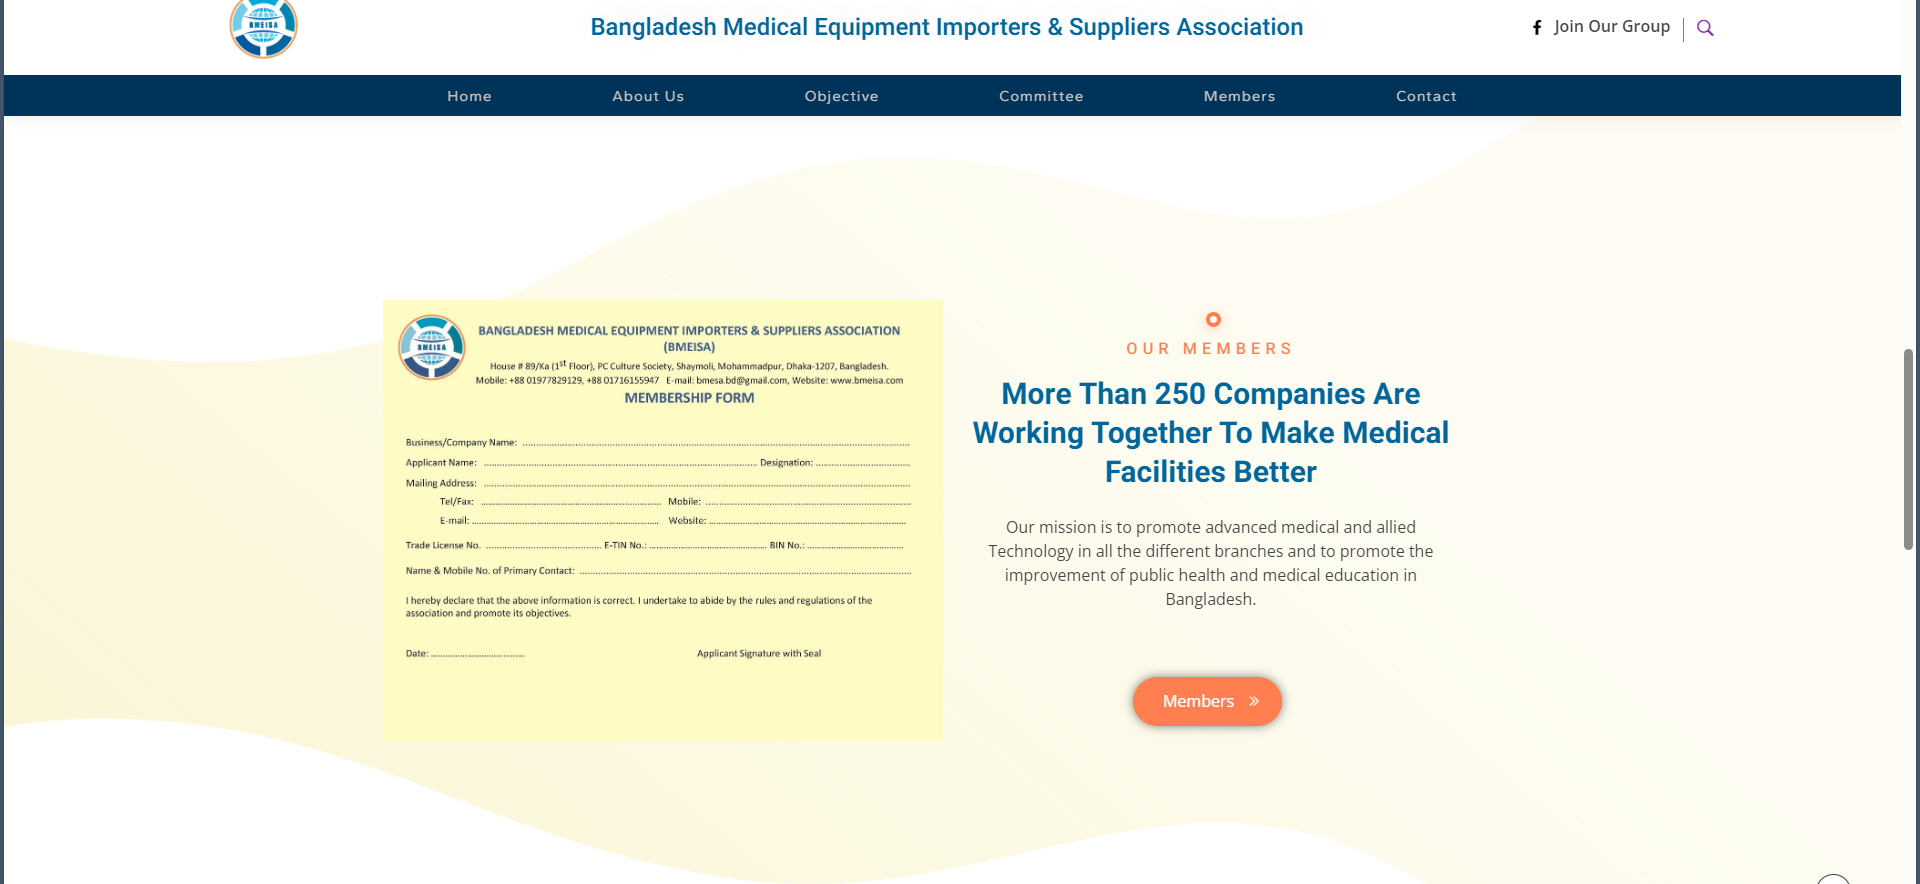 BMEISA
Bangladesh Medical Equipment Importers & Suppliers Association
Join Our Group
Home
About Us
Objective
Committee
Members
Contact
BMEISA
BANGLADESH MEDICAL EQUIPMENT IMPORTERS & SUPPLIERS ASSOCIATION
(BMEISA)
House # 89/Ka (1st Floor), PC Culture Society, Shaymoli, Mohammadpur, Dhaka-1207, Bangladesh.
Mobile: +88 01977829129, +88 01716155947 E-mail: bmesa.bd@gmail.com, Website: www.bmeisa.com
MEMBERSHIP FORM
Business/Company Name:
Applicant Name: Designation:
Mailing Address:
Tel/Fax: Mobile:
E-mail: Website:
Trade License No. E-TIN No.: BIN No.:
Name & Mobile No. of Primary Contact:
I hereby declare that the above information is correct. I undertake to abide by the rules and regulations of the
association and promote its objectives.
Date: Applicant Signature with Seal
OUR MEMBERS
More Than 250 Companies Are
Working Together To Make Medical
Facilities Better
Our mission is to promote advanced medical and allied
Technology in all the different branches and to promote the
improvement of public health and medical education in
Bangladesh.
Members